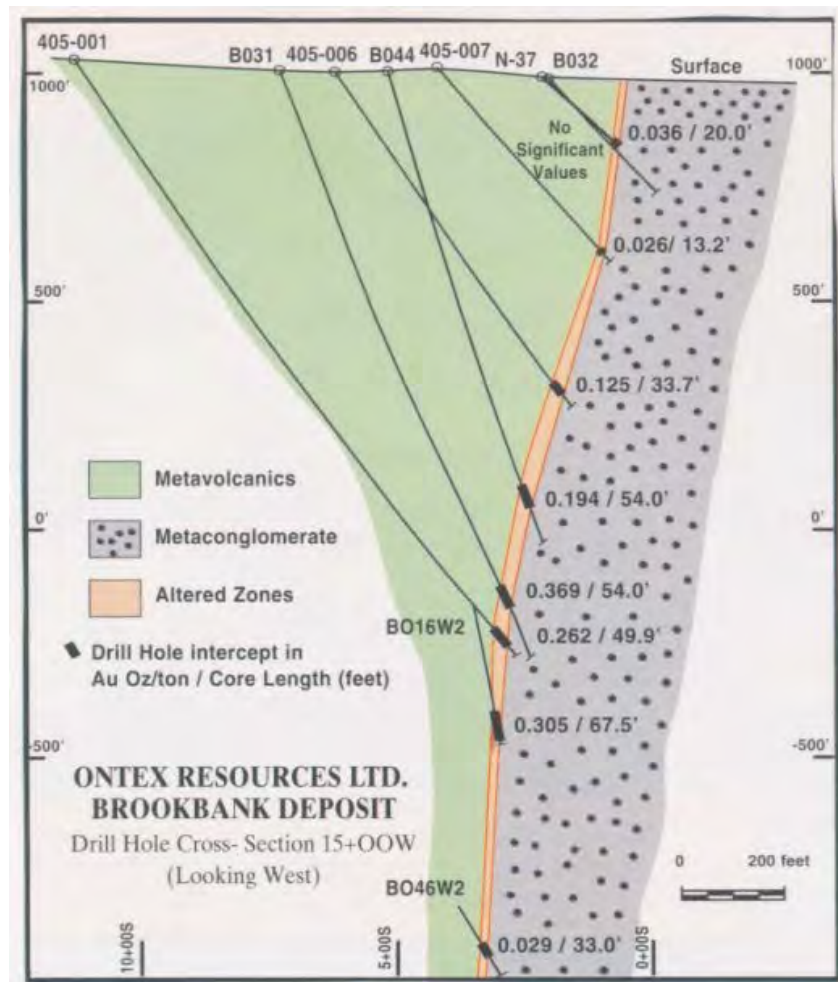 405-001
B031
405-006
B044
405-007
N-37
B032
Surface
1000'
1000'
0.036 / 20.0'
No
Significant
Values
0.026/ 13.2'
500'
500'
0.125 / 33.7'
Metavolcanics
0.194 / 54.0'
0'
0'
Metaconglomerate
Altered Zones
0.369 / 54.0'
BO16W2
0.262 / 49.9'
Drill Hole intercept in
Au Oz/ton / Core Length (feet)
0.305 / 67.5'
-500'
-500'
ONTEX RESOURCES LTD.
BROOKBANK DEPOSIT
Drill Hole Cross- Section 15+OOW
(Looking West)
0
200 feet
BO46W2
0.029 / 33.0'
10+00S
5+00S
0+00S